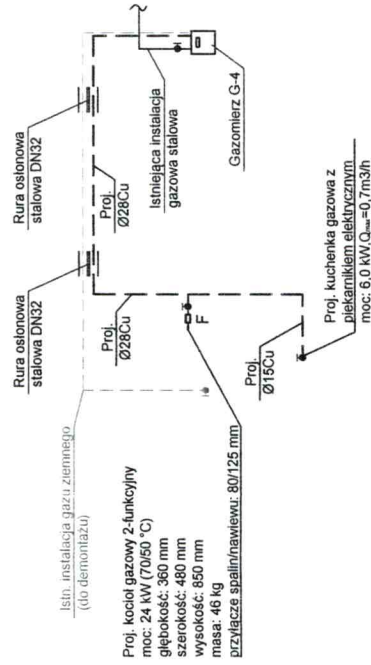 Istn. instalacja gazu ziemnego
(do demontażu)
Rura osłonowa
stalowa DN32
Rura osłonowa
stalowa DN32
Proj.
Ø28Cu
Proj.
Ø28Cu
Istniejąca instalacja
gazowa stalowa
Gazomierz G-4
F
Proj.
Ø15Cu
Proj. kocioł gazowy 2-funkcyjny
moc: 24 kW (70/50 °C)
głębokość: 360 mm
szerokość: 480 mm
wysokość: 850 mm
masa: 46 kg
przyłącze spalin/nawiewu: 80/125 mm
Proj. kuchenka gazowa z
piekarnikiem elektrycznym
moc: 6,0 kW,Qmax=0,7m3/h